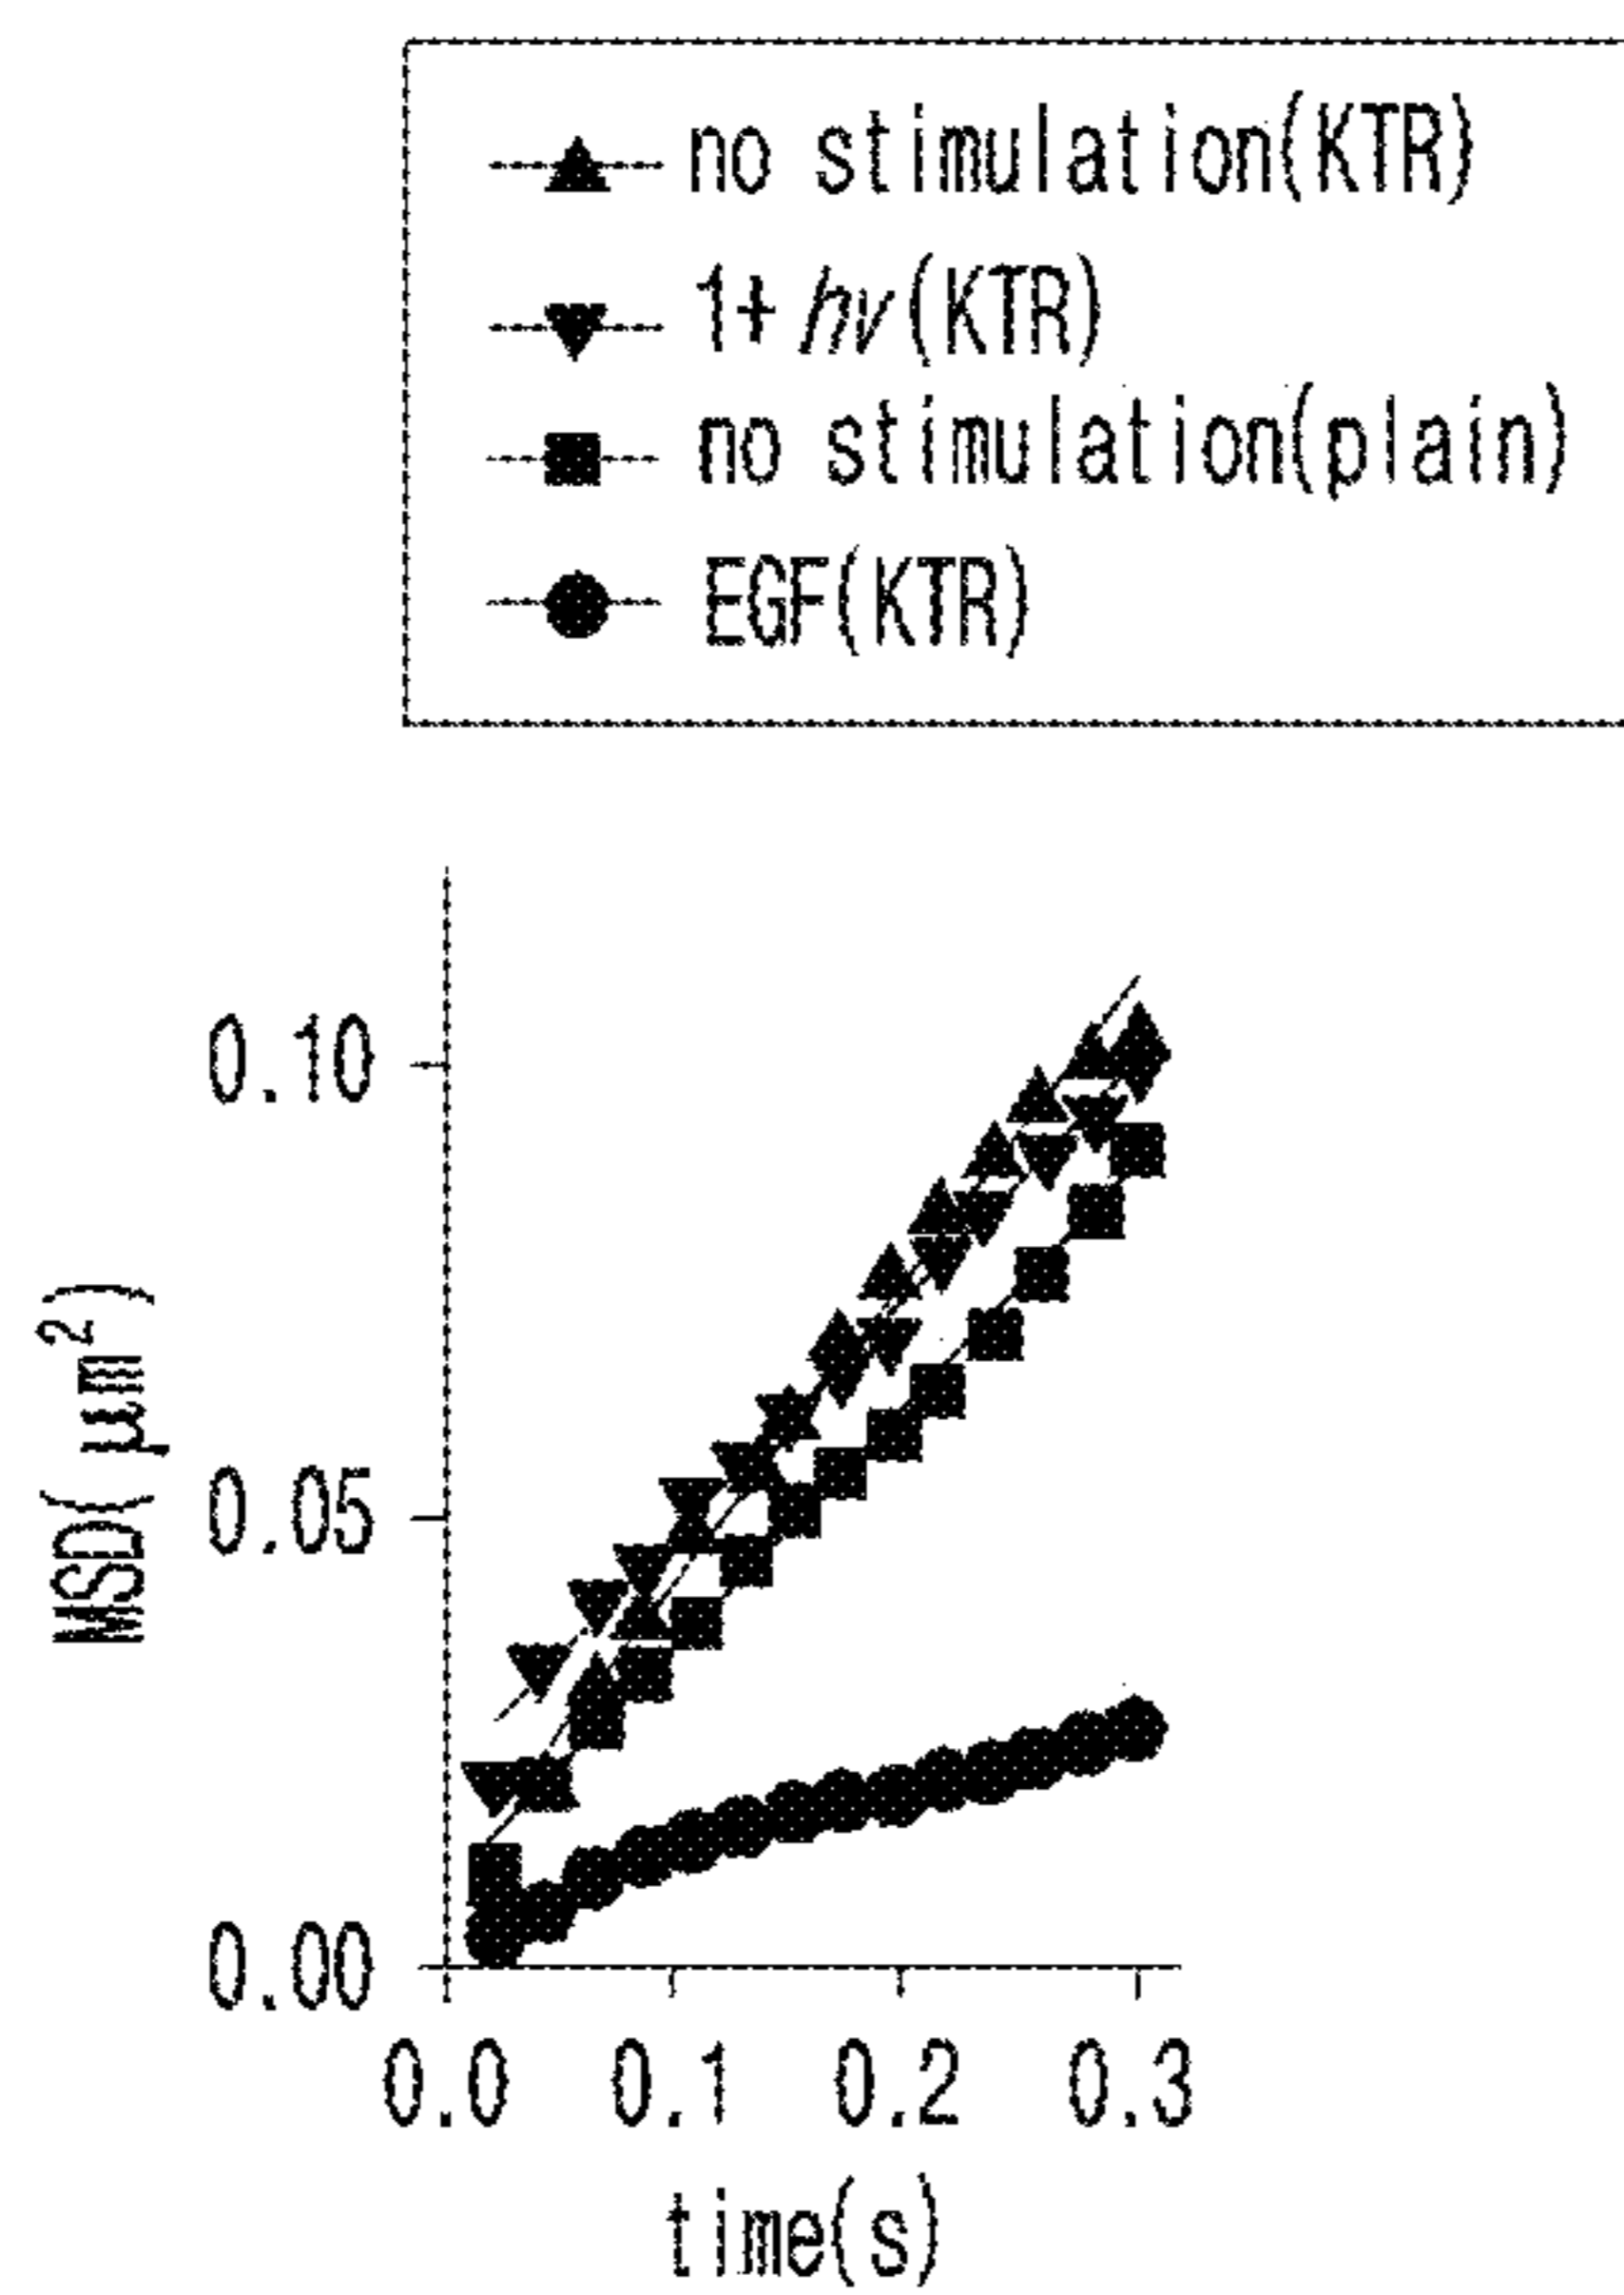 no stimulation(KTR)
1+ hv(KTR)
no stimulation(plain)
EGF(KTR)
MSD(μm²)
0.10
0.05
0.00
0.0 0.1 0.2 0.3
time(s)